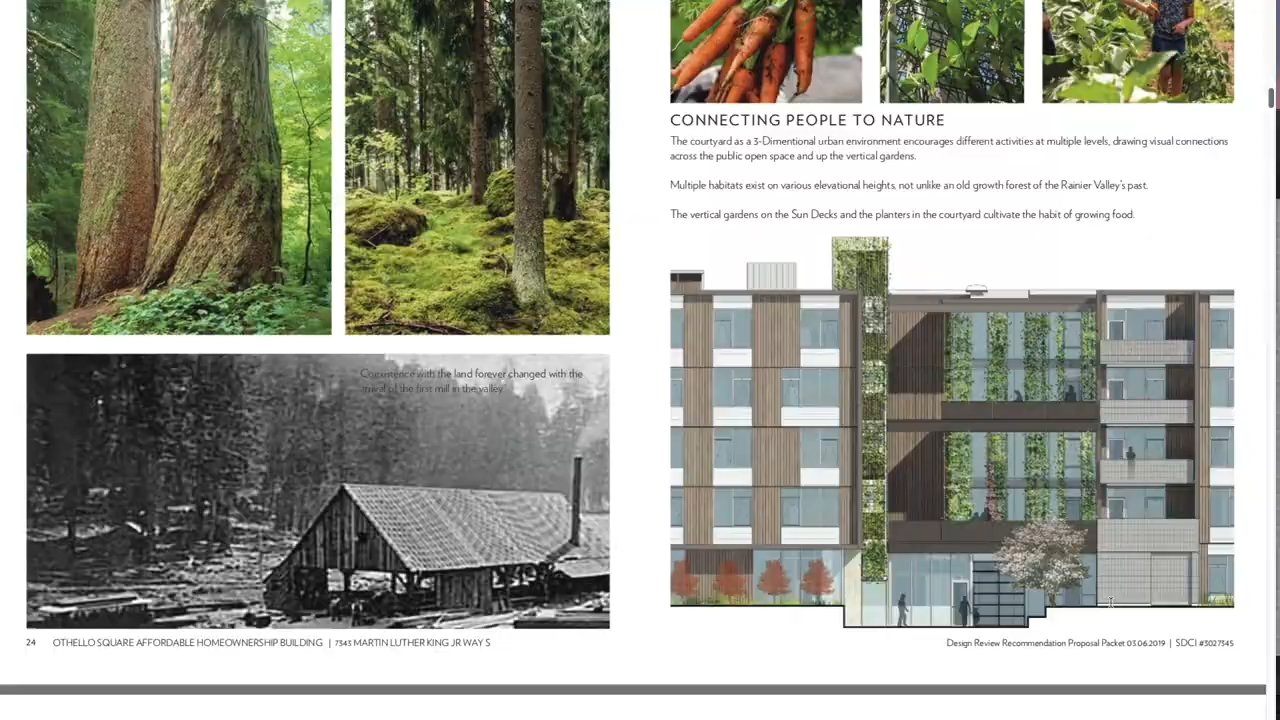 CONNECTING PEOPLE TO NATURE
The courtyard as a 3-Dimentional urban environment encourages different activities at multiple levels, drawing visual connections
across the public open space and up the vertical gardens.
Multiple habitats exist on various elevational heights, not unlike an old growth forest of the Rainier Valley's past.
The vertical gardens on the Sun Decks and the planters in the courtyard cultivate the habit of growing food.
Coexistence with the land forever changed with the
arrival of the first mill in the valley
24 OTHELLO SQUARE AFFORDABLE HOMEOWNERSHIP BUILDING | 7343 MARTIN LUTHER KING JR WAY S
Design Review Recommendation Proposal Packet 03.06.2019 | SDCI #3027345